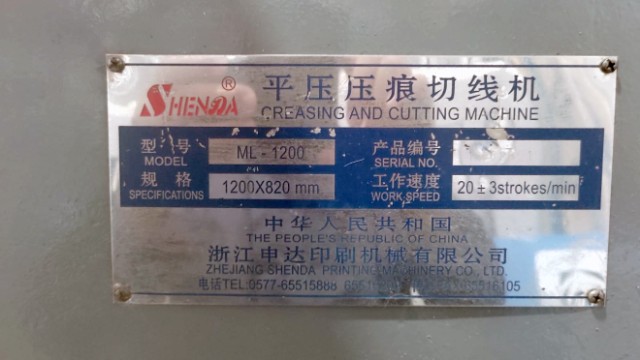 SHENDA®
平压压痕切线机
CREASING AND CUTTING MACHINE
型号 ML-1200 产品编号
MODEL SERIAL NO.
规格 1200X820 mm 工作速度 20±3strokes/min
SPECIFICATIONS WORK SPEED
中华人民共和国
THE PEOPLE'S REPUBLIC OF CHINA
浙江申达印刷机械有限公司
ZHEJIANG SHENDA PRINTING MACHINERY CO., LTD.
电话TEL:0577-65515888